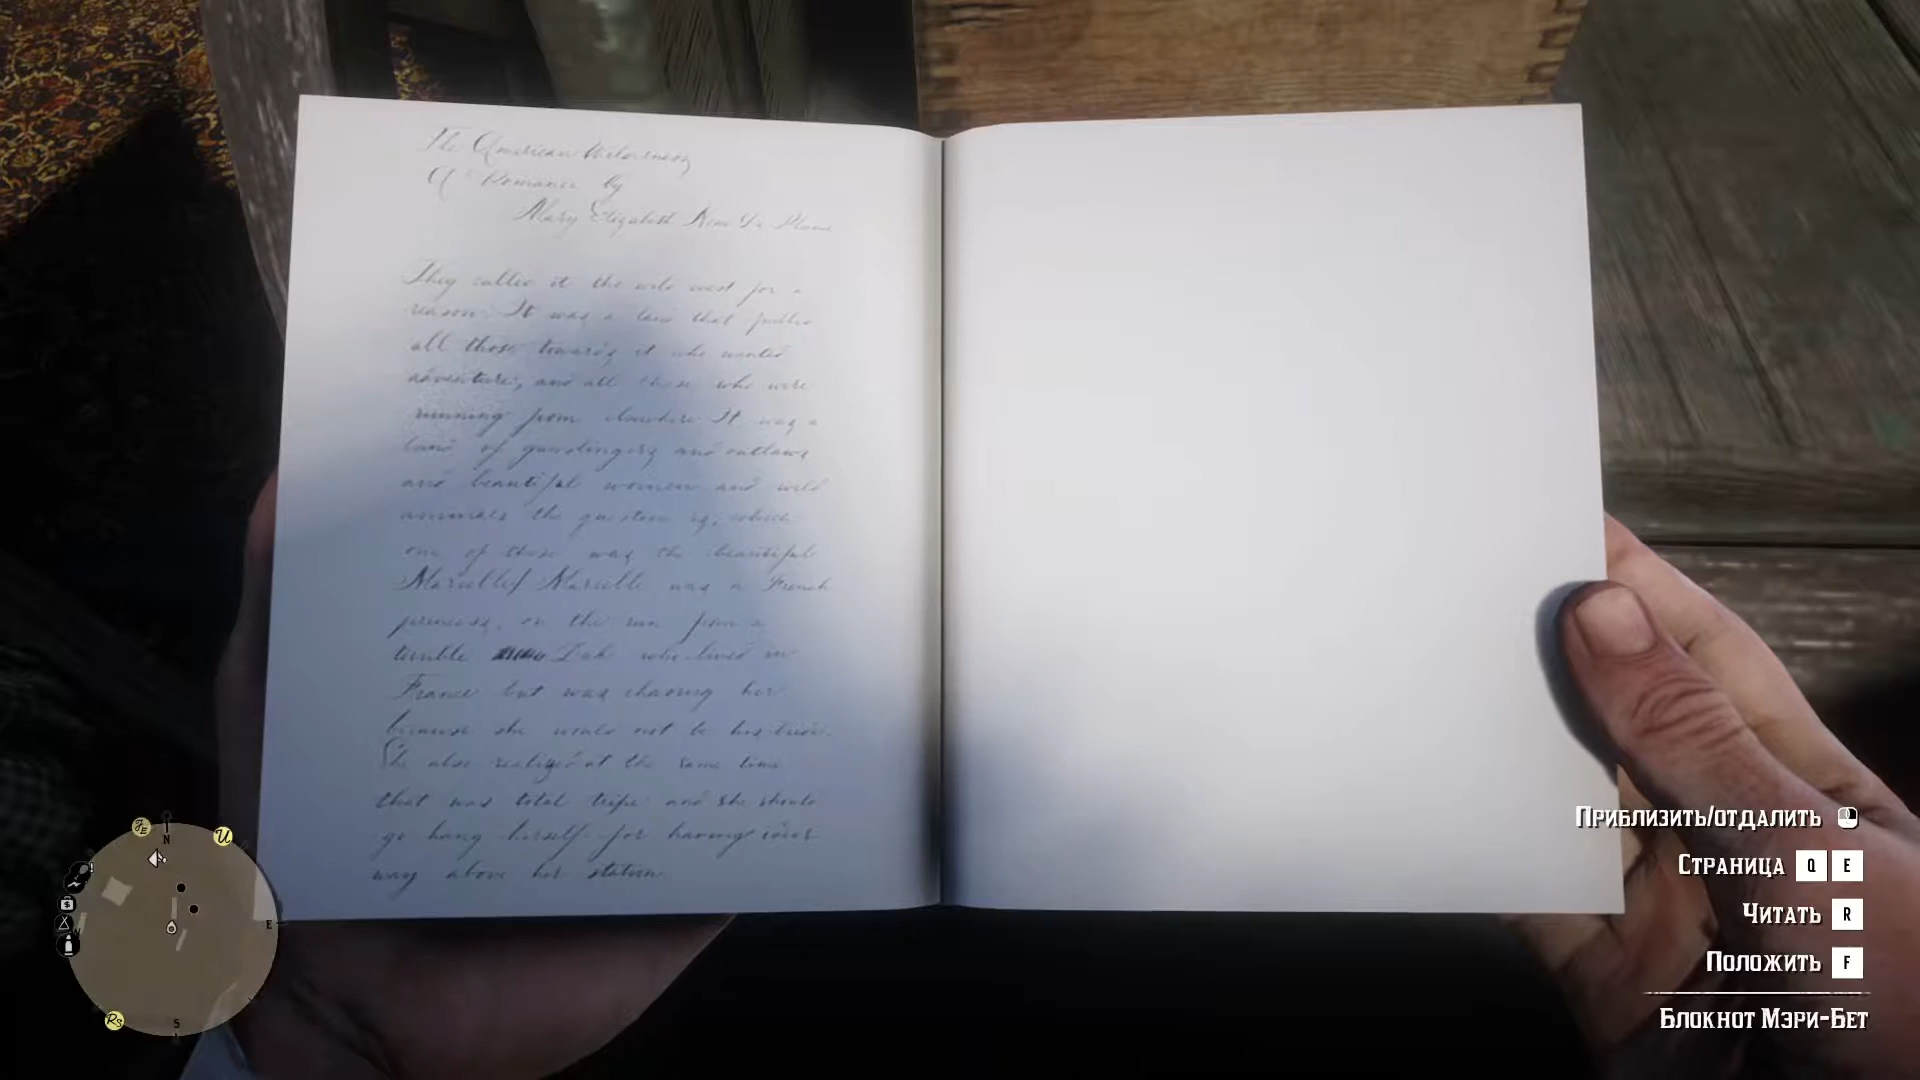 The American Wilderness
A Romance by
Mary Elizabeth Nom De Plume
They called it the wild west for a
reason. It was a land that pulled
all those towards it who wanted
adventure, and all those who were
running from elsewhere It was a
land of gunslingers and outlaws
and beautiful women and wild
animals the question is, which
one of those was the beautiful
Marielle? Marielle was a French
princess, on the run from a
terrible Duk who lived in
France but was chasing her
because she would not be his bride.
She also realized at the same time
that was total tripe and she should
go hang herself for having ideas
way above her station.
N
E
S
W
JE
U
RS
Приблизить/отдалить
Страница Q E
Читать R
Положить F
Блокнот Мэри-Бет